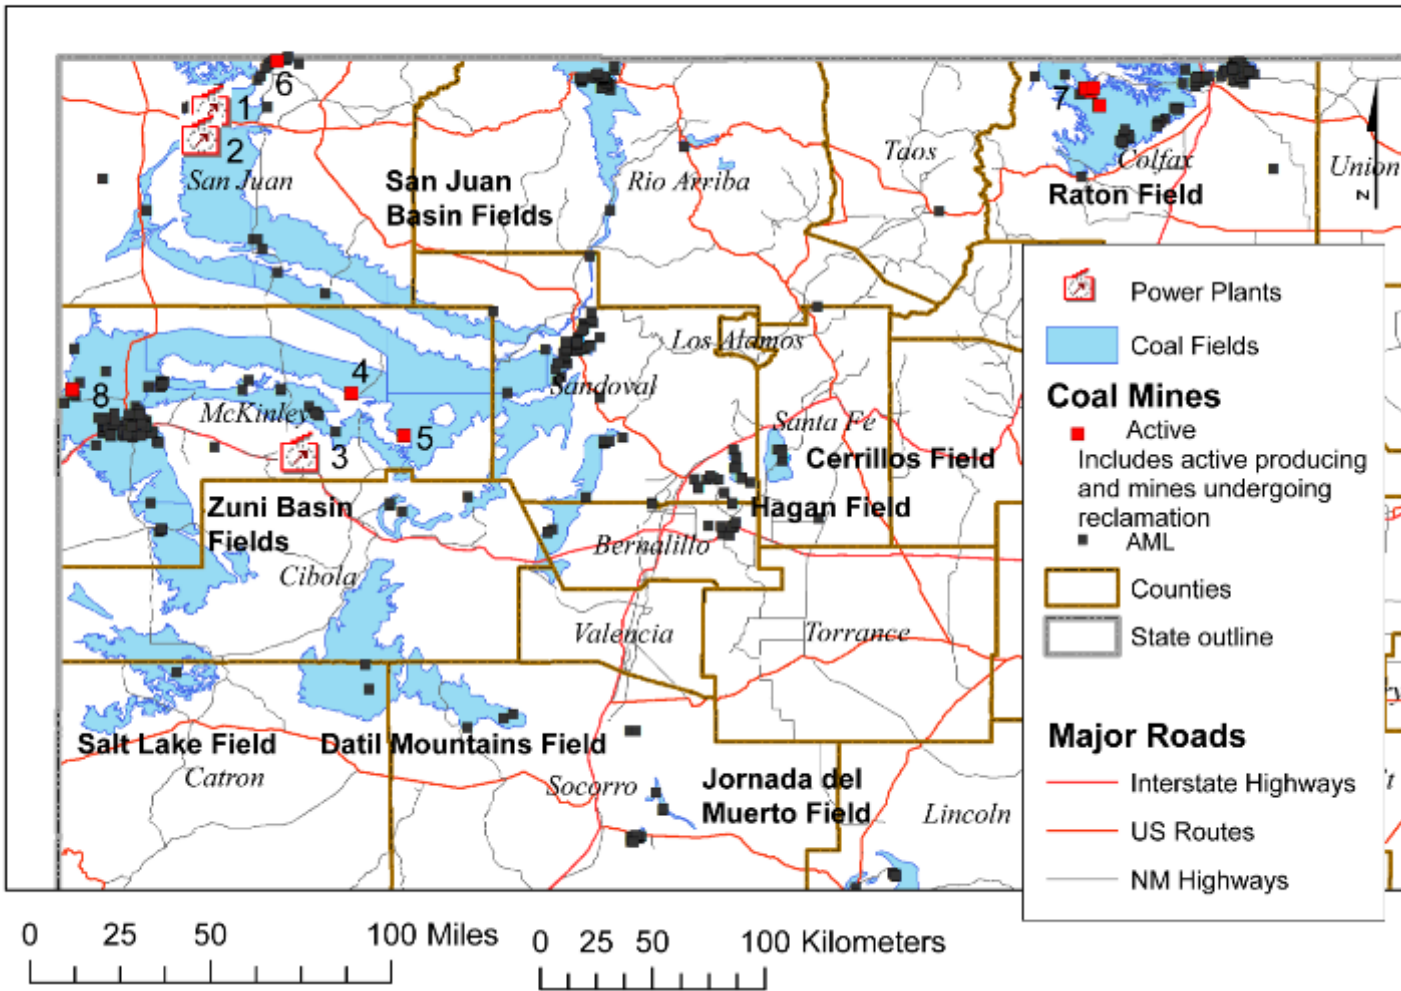 6
1
7
2
San Juan
San Juan
Basin Fields
Rio Arriba
Taos
Colfax
Union
Raton Field
N
Power Plants
Los Alamos
Coal Fields
4
Sandoval
8
McKinley
Coal Mines
Santa Fe
Active
5
3
Cerrillos Field
Includes active producing
and mines undergoing
reclamation
Zuni Basin
Fields
Hagan Field
AML
Bernalillo
Cibola
Counties
Valencia
Torrance
State outline
Salt Lake Field
Datil Mountains Field
Major Roads
Catron
Socorro
Jornada del
Muerto Field
Lincoln
Interstate Highways
US Routes
NM Highways
0 25 50 100 Miles
0 25 50 100 Kilometers